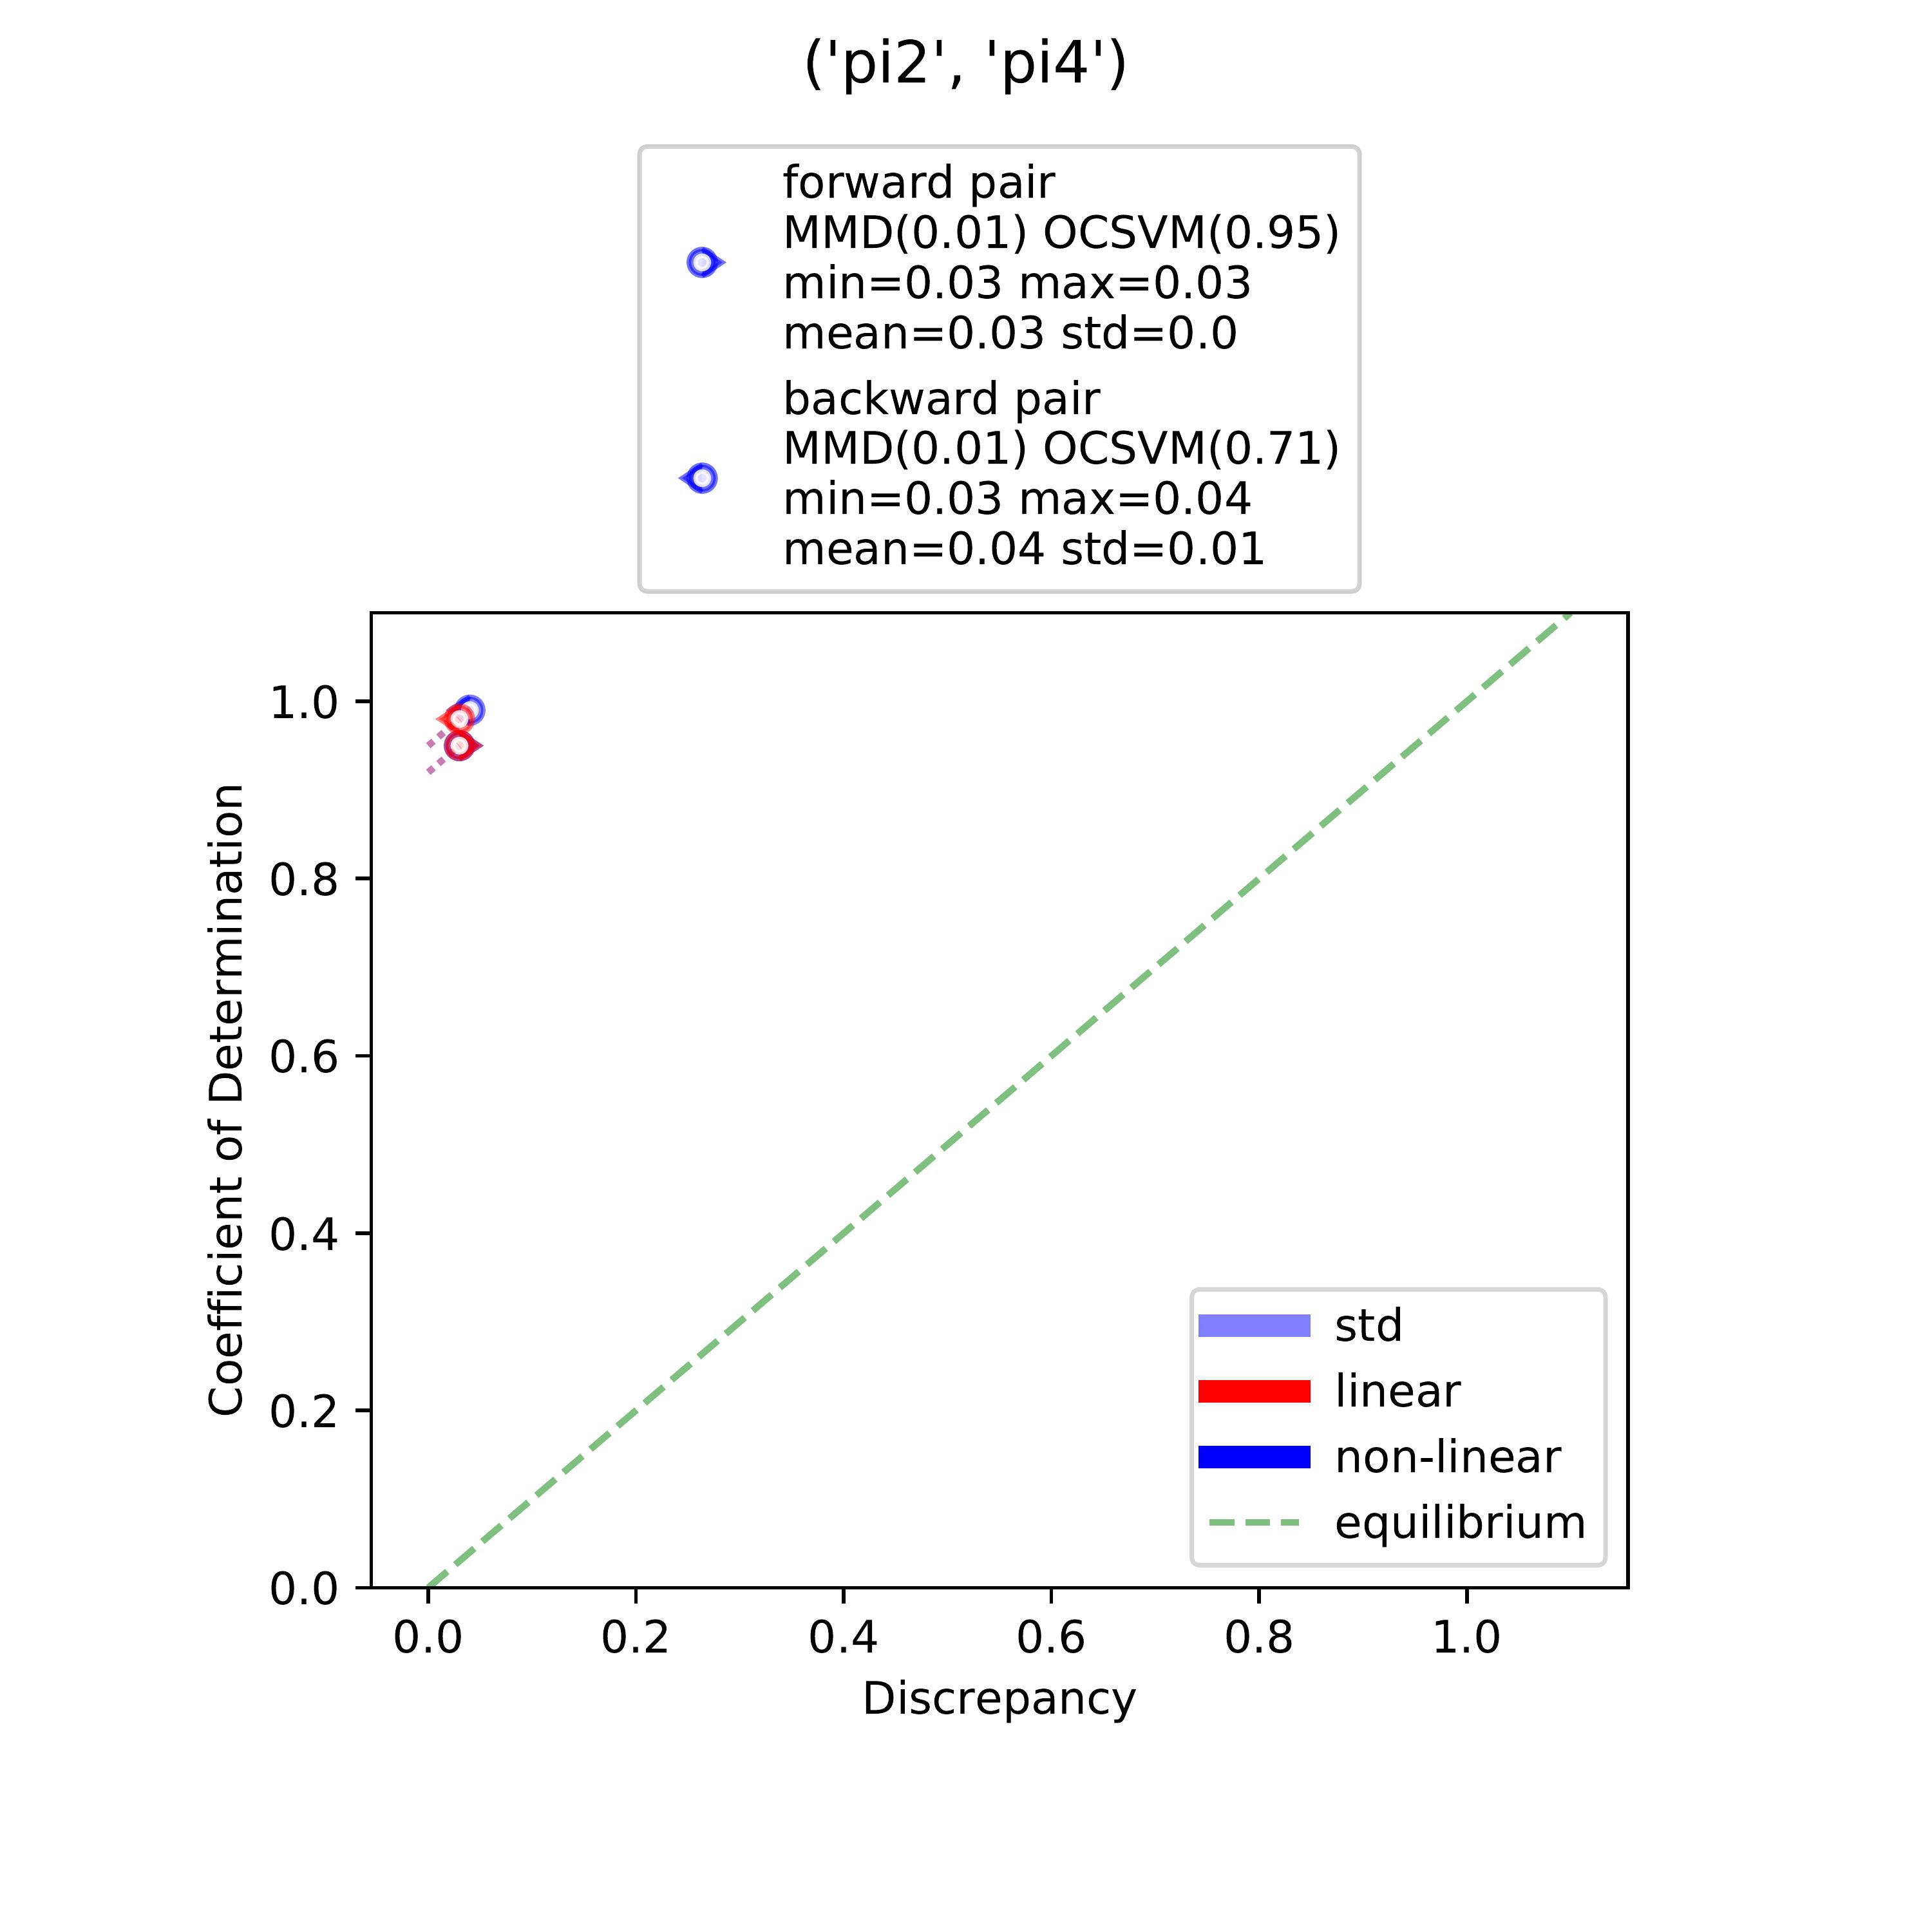 ('pi2', 'pi4')
forward pair
MMD(0.01) OCSVM(0.95)
min=0.03 max=0.03
mean=0.03 std=0.0
backward pair
MMD(0.01) OCSVM(0.71)
min=0.03 max=0.04
mean=0.04 std=0.01
1.0
0.8
0.6
0.4
0.2
0.0
Coefficient of Determination
std
linear
non-linear
equilibrium
0.0 0.2 0.4 0.6 0.8 1.0
Discrepancy